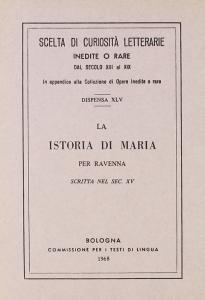 SCELTA DI CURIOSITÀ LETTERARIE
INEDITE O RARE
DAL SECOLO XIII al XIX
In appendice alla Collezione di Opere inedite o rare
DISPENSA XLV
LA
ISTORIA DI MARIA
PER RAVENNA
SCRITTA NEL SEC. XV
BOLOGNA
COMMISSIONE PER I TESTI DI LINGUA
1968